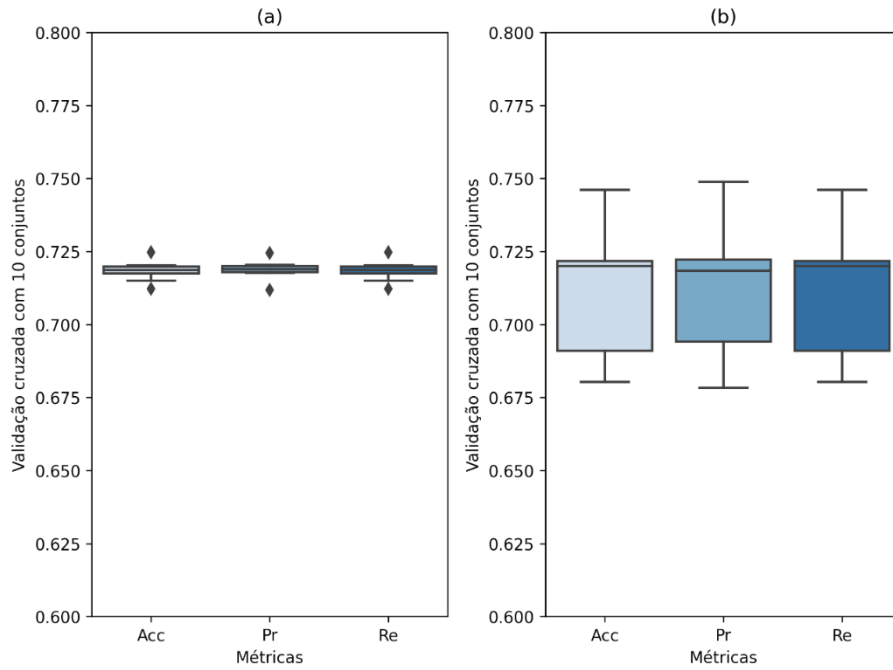 (a)
Validação cruzada com 10 conjuntos
0.800
0.775
0.750
0.725
0.700
0.675
0.650
0.625
0.600
Acc
Pr
Re
Métricas
(b)
Validação cruzada com 10 conjuntos
0.800
0.775
0.750
0.725
0.700
0.675
0.650
0.625
0.600
Acc
Pr
Re
Métricas